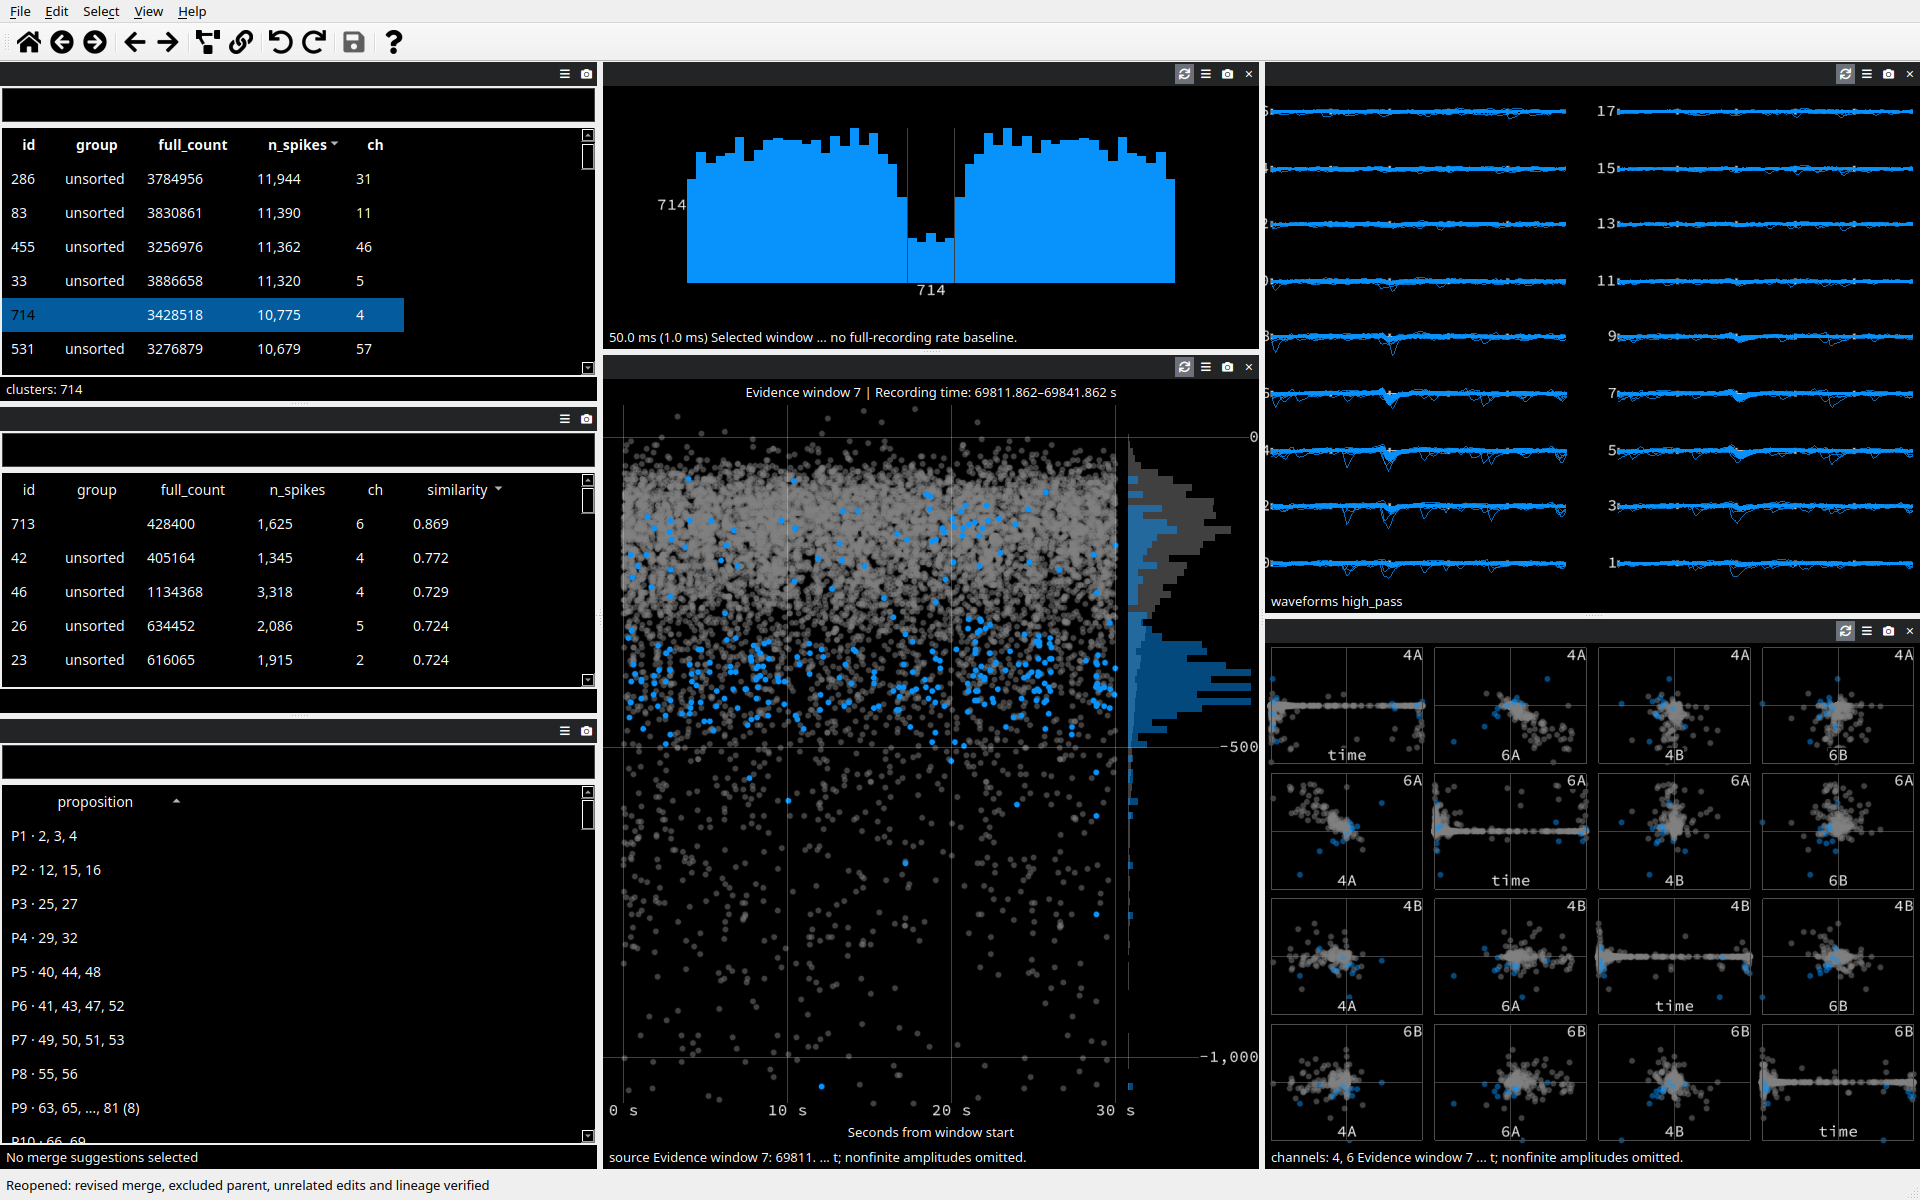 File Edit Select View Help
id group full_count n_spikes ch
286 unsorted 3784956 11,944 31
83 unsorted 3830861 11,390 11
455 unsorted 3256976 11,362 46
33 unsorted 3886658 11,320 5
714 3428518 10,775 4
531 unsorted 3276879 10,679 57
clusters: 714
id group full_count n_spikes ch similarity
713 428400 1,625 6 0.869
42 unsorted 405164 1,345 4 0.772
46 unsorted 1134368 3,318 4 0.729
26 unsorted 634452 2,086 5 0.724
23 unsorted 616065 1,915 2 0.724
proposition
P1 · 2, 3, 4
P2 · 12, 15, 16
P3 · 25, 27
P4 · 29, 32
P5 · 40, 44, 48
P6 · 41, 43, 47, 52
P7 · 49, 50, 51, 53
P8 · 55, 56
P9 · 63, 65, ..., 81 (8)
P10 · 66, 69
No merge suggestions selected
714
714
50.0 ms (1.0 ms) Selected window ... no full-recording rate baseline.
Evidence window 7 | Recording time: 69811.862–69841.862 s
0
−500
−1,000
0 s 10 s 20 s 30 s
Seconds from window start
source Evidence window 7: 69811. ... t; nonfinite amplitudes omitted.
17
15
13
11
9
7
5
3
1
waveforms high_pass
4A 4A 4A 4A
time 6A 4B 6B
6A 6A 6A 6A
4A time 4B 6B
4B 4B 4B 4B
4A 6A time 6B
6B 6B 6B 6B
4A 6A 4B time
channels: 4, 6 Evidence window 7 ... t; nonfinite amplitudes omitted.
Reopened: revised merge, excluded parent, unrelated edits and lineage verified